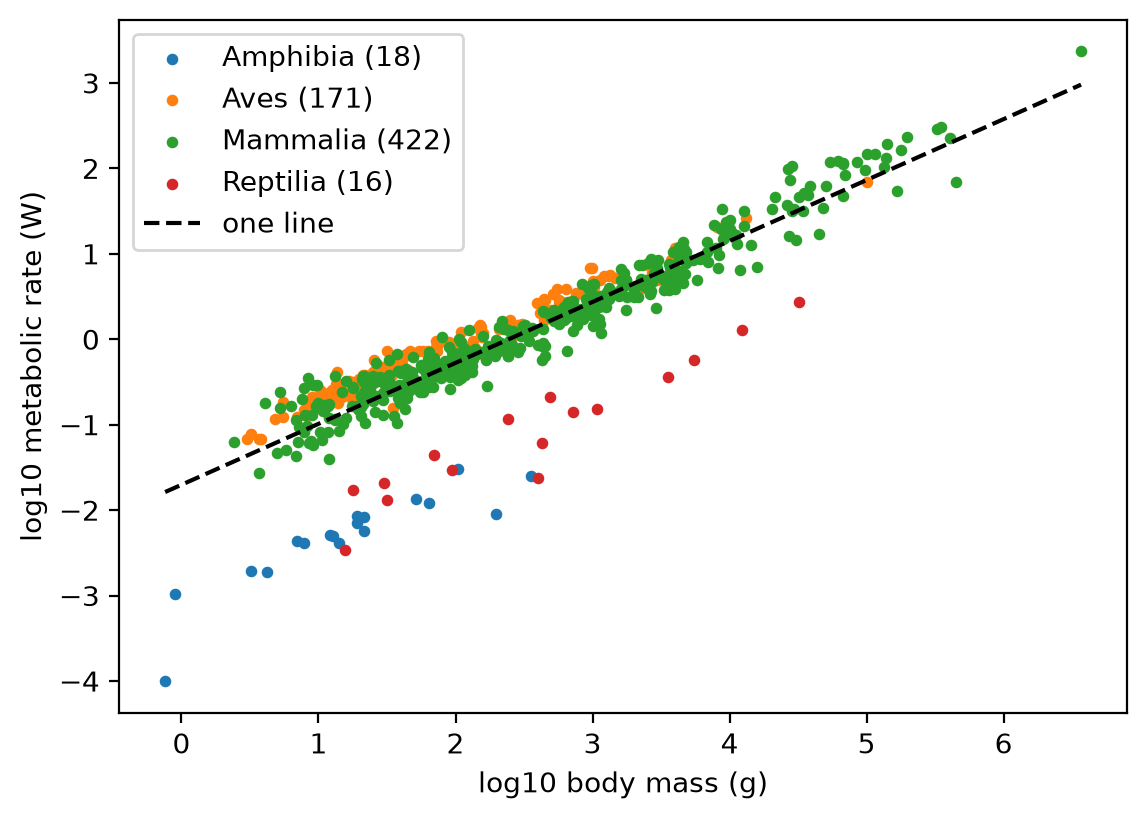 Amphibia (18)
Aves (171)
Mammalia (422)
Reptilia (16)
one line
log10 metabolic rate (W)
3
2
1
0
−1
−2
−3
−4
0 1 2 3 4 5 6
log10 body mass (g)